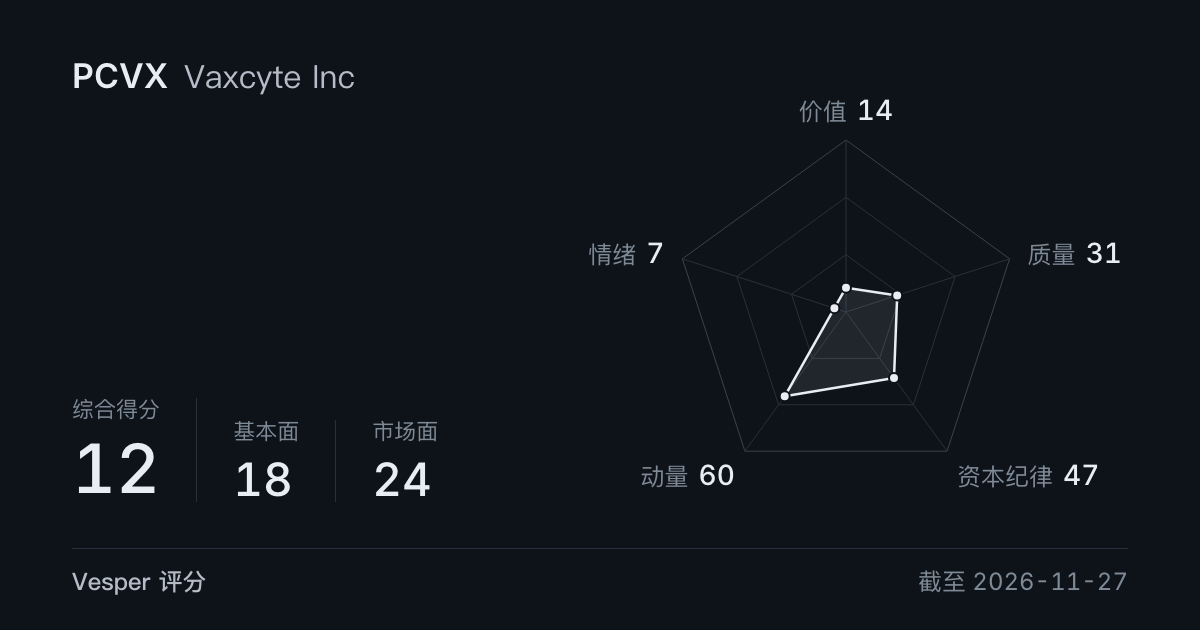 PCVX Vaxcyte Inc
价值 14
情绪 7
质量 31
动量 60
资本纪律 47
综合得分
12
基本面
18
市场面
24
Vesper 评分
截至 2026-11-27